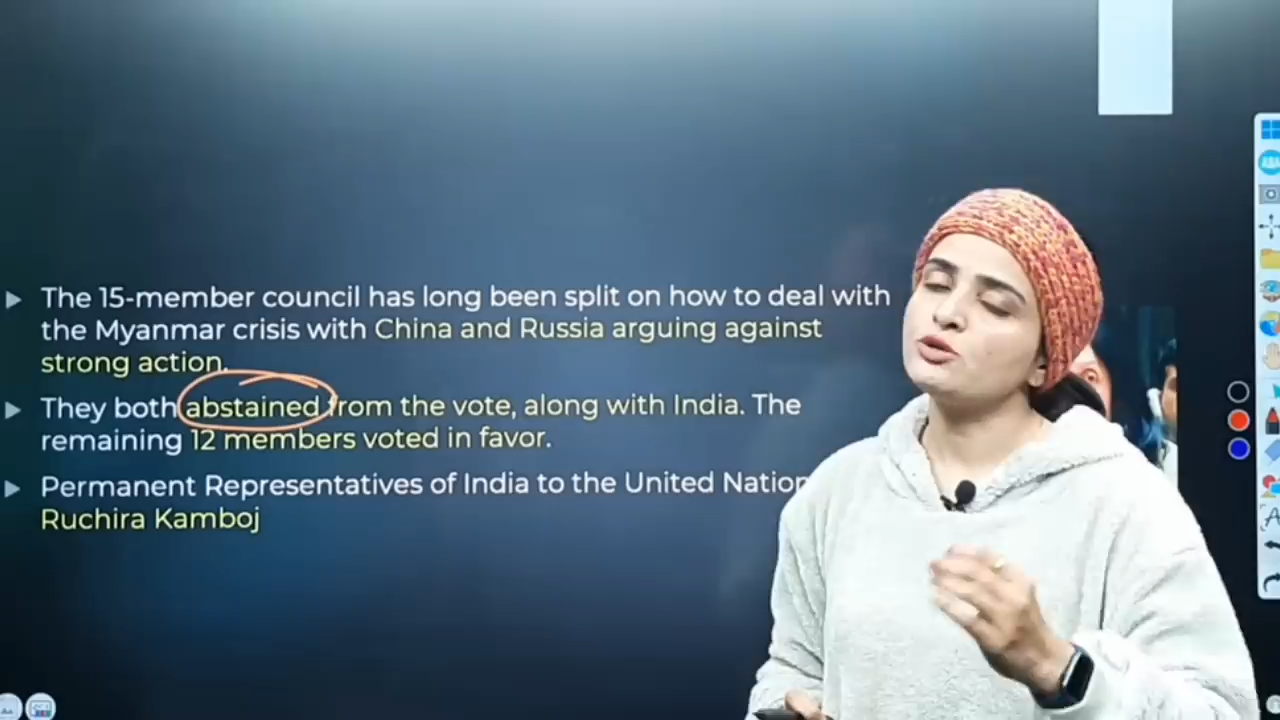 The 15-member council has long been split on how to deal with
the Myanmar crisis with China and Russia arguing against
strong action.
They both abstained from the vote, along with India. The
remaining 12 members voted in favor.
Permanent Representatives of India to the United
Ruchira Kamboj